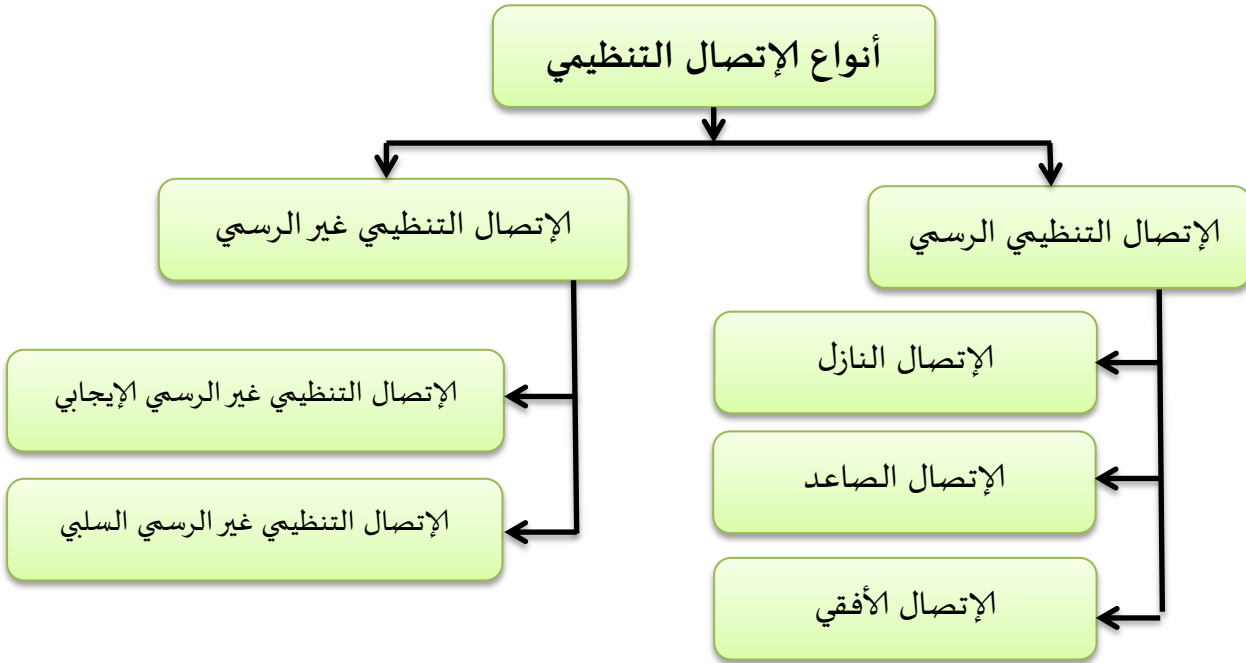 أنواع الإتصال التنظيمي
الإتصال التنظيمي الرسمي
الإتصال التنظيمي غير الرسمي
الإتصال النازل
الإتصال الصاعد
الإتصال الأفقي
الإتصال التنظيمي غير الرسمي الإيجابي
الإتصال التنظيمي غير الرسمي السلبي